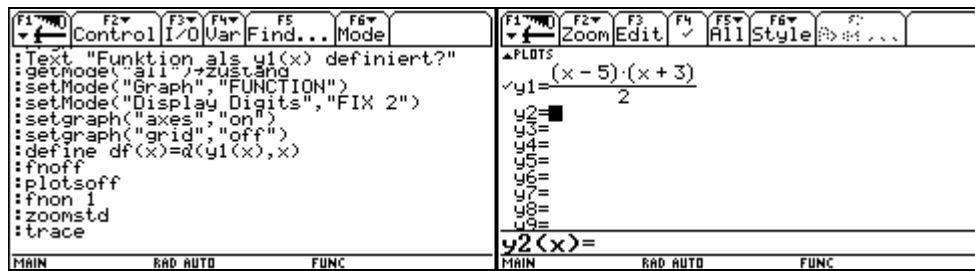 F1 F2 F3 F4 F5 F6
Control I/O Var Find... Mode
:Text "Funktion als y1(x) definiert?"
:getmode("all")→zustand
:setMode("Graph","FUNCTION")
:setMode("Display Digits","FIX 2")
:setgraph("axes","on")
:setgraph("grid","off")
:define df(x)=d(y1(x),x)
:fnoff
:plotsoff
:fnon 1
:zoomstd
:trace
MAIN RAD AUTO FUNC
F1 F2 F3 F4 F5 F6
Zoom Edit ✓ All Style
▲PLOTS
✓y1=(x - 5)·(x + 3)
2
y2=
y3=
y4=
y5=
y6=
y7=
y8=
y9=
y2(x)=
MAIN RAD AUTO FUNC